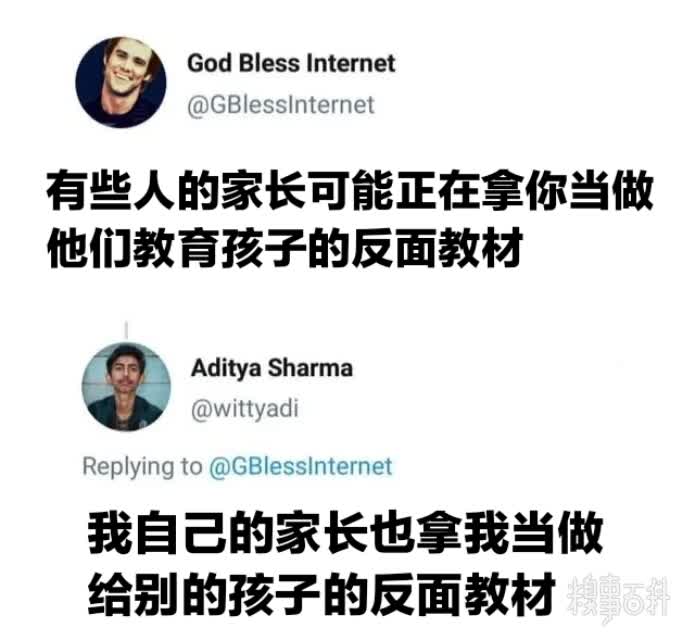 God Bless Internet
@GBlessInternet
有些人的家长可能正在拿你当做
他们教育孩子的反面教材
Aditya Sharma
@wittyadi
Replying to @GBlessInternet
我自己的家长也拿我当做
给别的孩子的反面教材
糗事百科